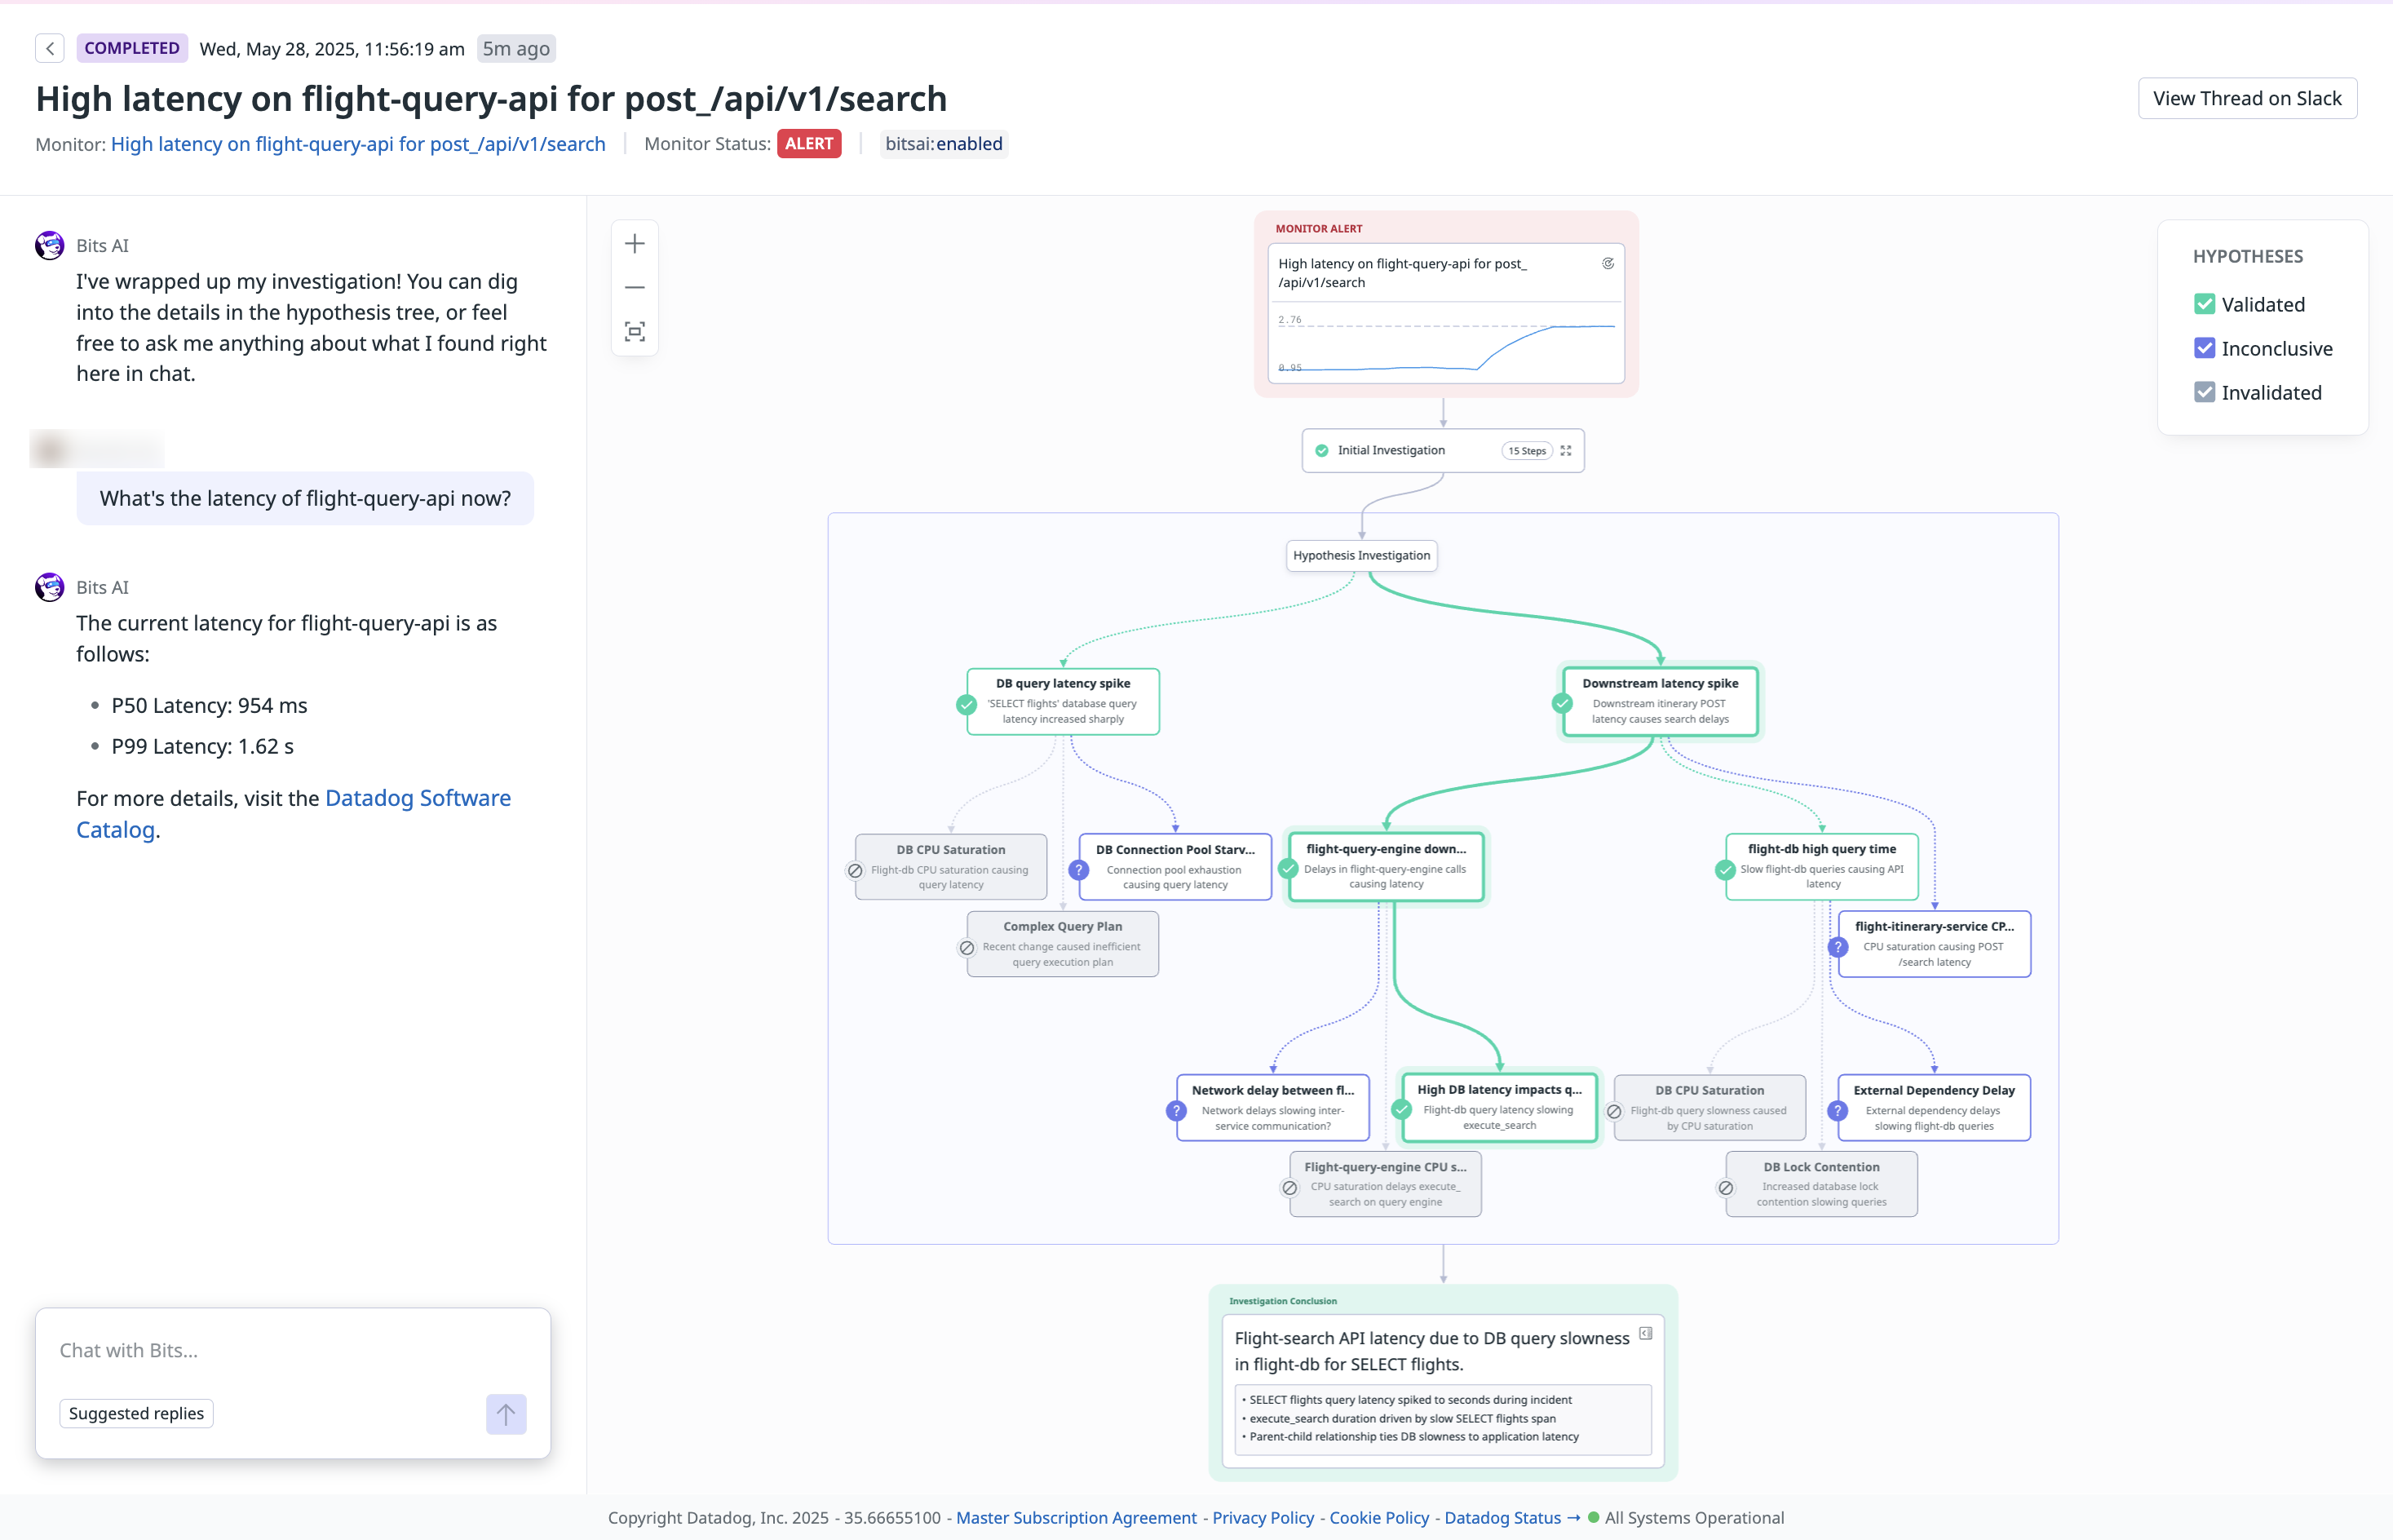 COMPLETED Wed, May 28, 2025, 11:56:19 am 5m ago
High latency on flight-query-api for post_/api/v1/search
View Thread on Slack
Monitor: High latency on flight-query-api for post_/api/v1/search
Monitor Status: ALERT
bitsai:enabled
Bits AI
I've wrapped up my investigation! You can dig
into the details in the hypothesis tree, or feel
free to ask me anything about what I found right
here in chat.
What's the latency of flight-query-api now?
Bits AI
The current latency for flight-query-api is as
follows:
• P50 Latency: 954 ms
• P99 Latency: 1.62 s
For more details, visit the Datadog Software
Catalog.
Chat with Bits...
Suggested replies
MONITOR ALERT
High latency on flight-query-api for post_
/api/v1/search
2.76
0.95
HYPOTHESES
Validated
Inconclusive
Invalidated
Initial Investigation
15 Steps
Hypothesis Investigation
DB query latency spike
'SELECT flights' database query
latency increased sharply
Downstream latency spike
Downstream itinerary POST
latency causes search delays
DB CPU Saturation
Flight-db CPU saturation causing
query latency
? DB Connection Pool Starv...
Connection pool exhaustion
causing query latency
flight-query-engine down...
Delays in flight-query-engine calls
causing latency
flight-db high query time
Slow flight-db queries causing API
latency
Complex Query Plan
Recent change caused inefficient
query execution plan
? flight-itinerary-service CP...
CPU saturation causing POST
/search latency
? Network delay between fl...
Network delays slowing inter-
service communication?
High DB latency impacts q...
Flight-db query latency slowing
execute_search
DB CPU Saturation
Flight-db query slowness caused
by CPU saturation
? External Dependency Delay
External dependency delays
slowing flight-db queries
Flight-query-engine CPU s...
CPU saturation delays execute_
search on query engine
DB Lock Contention
Increased database lock
contention slowing queries
Investigation Conclusion
Flight-search API latency due to DB query slowness
in flight-db for SELECT flights.
• SELECT flights query latency spiked to seconds during incident
• execute_search duration driven by slow SELECT flights span
• Parent-child relationship ties DB slowness to application latency
Copyright Datadog, Inc. 2025 - 35.66655100 - Master Subscription Agreement - Privacy Policy - Cookie Policy - Datadog Status → All Systems Operational